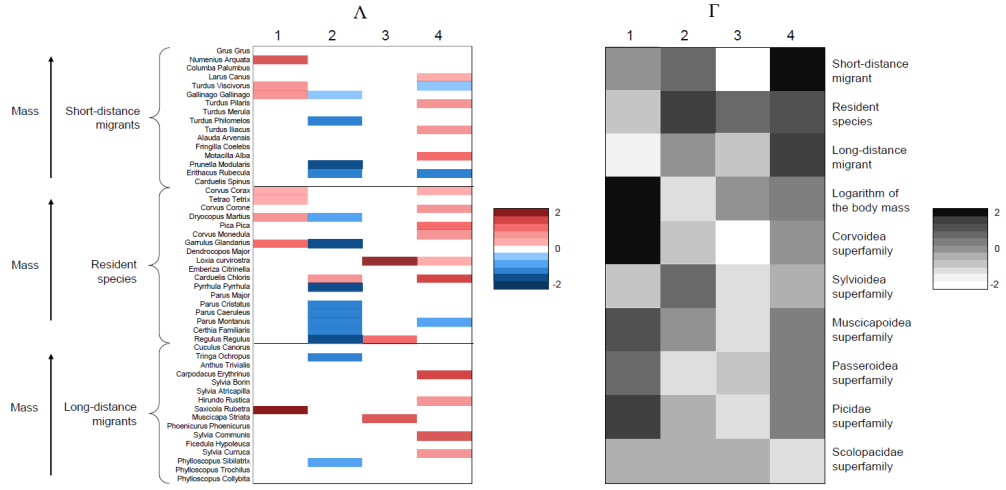 Λ
Γ
1 2 3 4
1 2 3 4
Mass
Short-distance
migrants
Grus Grus
Numenius Arquata
Columba Palumbus
Larus Canus
Turdus Viscivorus
Gallinago Gallinago
Turdus Pilaris
Turdus Merula
Turdus Philomelos
Turdus Iliacus
Alauda Arvensis
Fringilla Coelebs
Motacilla Alba
Prunella Modularis
Erithacus Rubecula
Carduelis Spinus
Mass
Resident
species
Corvus Corax
Tetrao Tetrix
Corvus Corone
Dryocopus Martius
Pica Pica
Corvus Monedula
Garrulus Glandarius
Dendrocopos Major
Loxia curvirostra
Emberiza Citrinella
Carduelis Chloris
Pyrrhula Pyrrhula
Parus Major
Parus Cristatus
Parus Caeruleus
Parus Montanus
Certhia Familiaris
Regulus Regulus
Mass
Long-distance
migrants
Cuculus Canorus
Tringa Ochropus
Anthus Trivialis
Carpodacus Erythrinus
Sylvia Borin
Sylvia Atricapilla
Hirundo Rustica
Saxicola Rubetra
Muscicapa Striata
Phoenicurus Phoenicurus
Sylvia Communis
Ficedula Hypoleuca
Sylvia Curruca
Phylloscopus Sibilatrix
Phylloscopus Trochilus
Phylloscopus Collybita
2
0
-2
Short-distance
migrant
Resident
species
Long-distance
migrant
Logarithm of
the body mass
Corvoidea
superfamily
Sylvioidea
superfamily
Muscicapoidea
superfamily
Passeroidea
superfamily
Picidae
superfamily
Scolopacidae
superfamily
2
0
-2